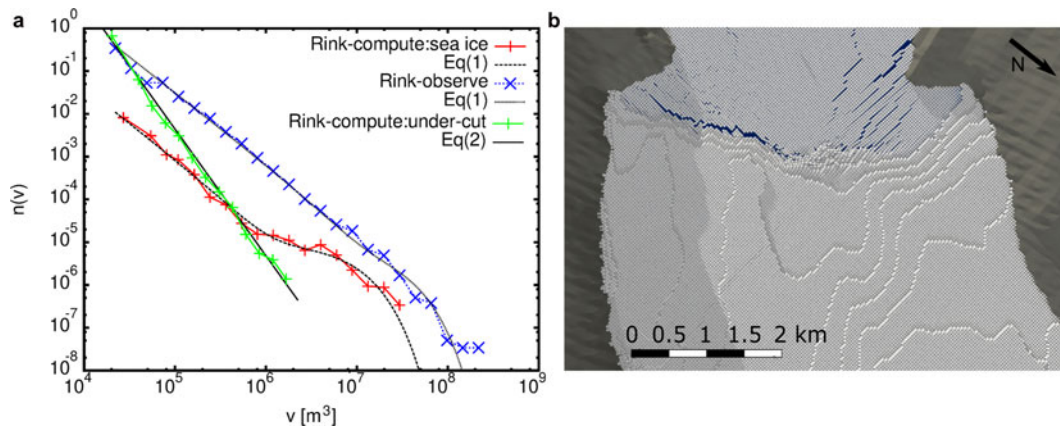 a
n(v)
10^0
10^-1
10^-2
10^-3
10^-4
10^-5
10^-6
10^-7
10^-8
10^4 10^5 10^6 10^7 10^8 10^9
v [m^3]
Rink-compute:sea ice
Eq(1)
Rink-observe
Eq(1)
Rink-compute:under-cut
Eq(2)
b
N
0 0.5 1 1.5 2 km